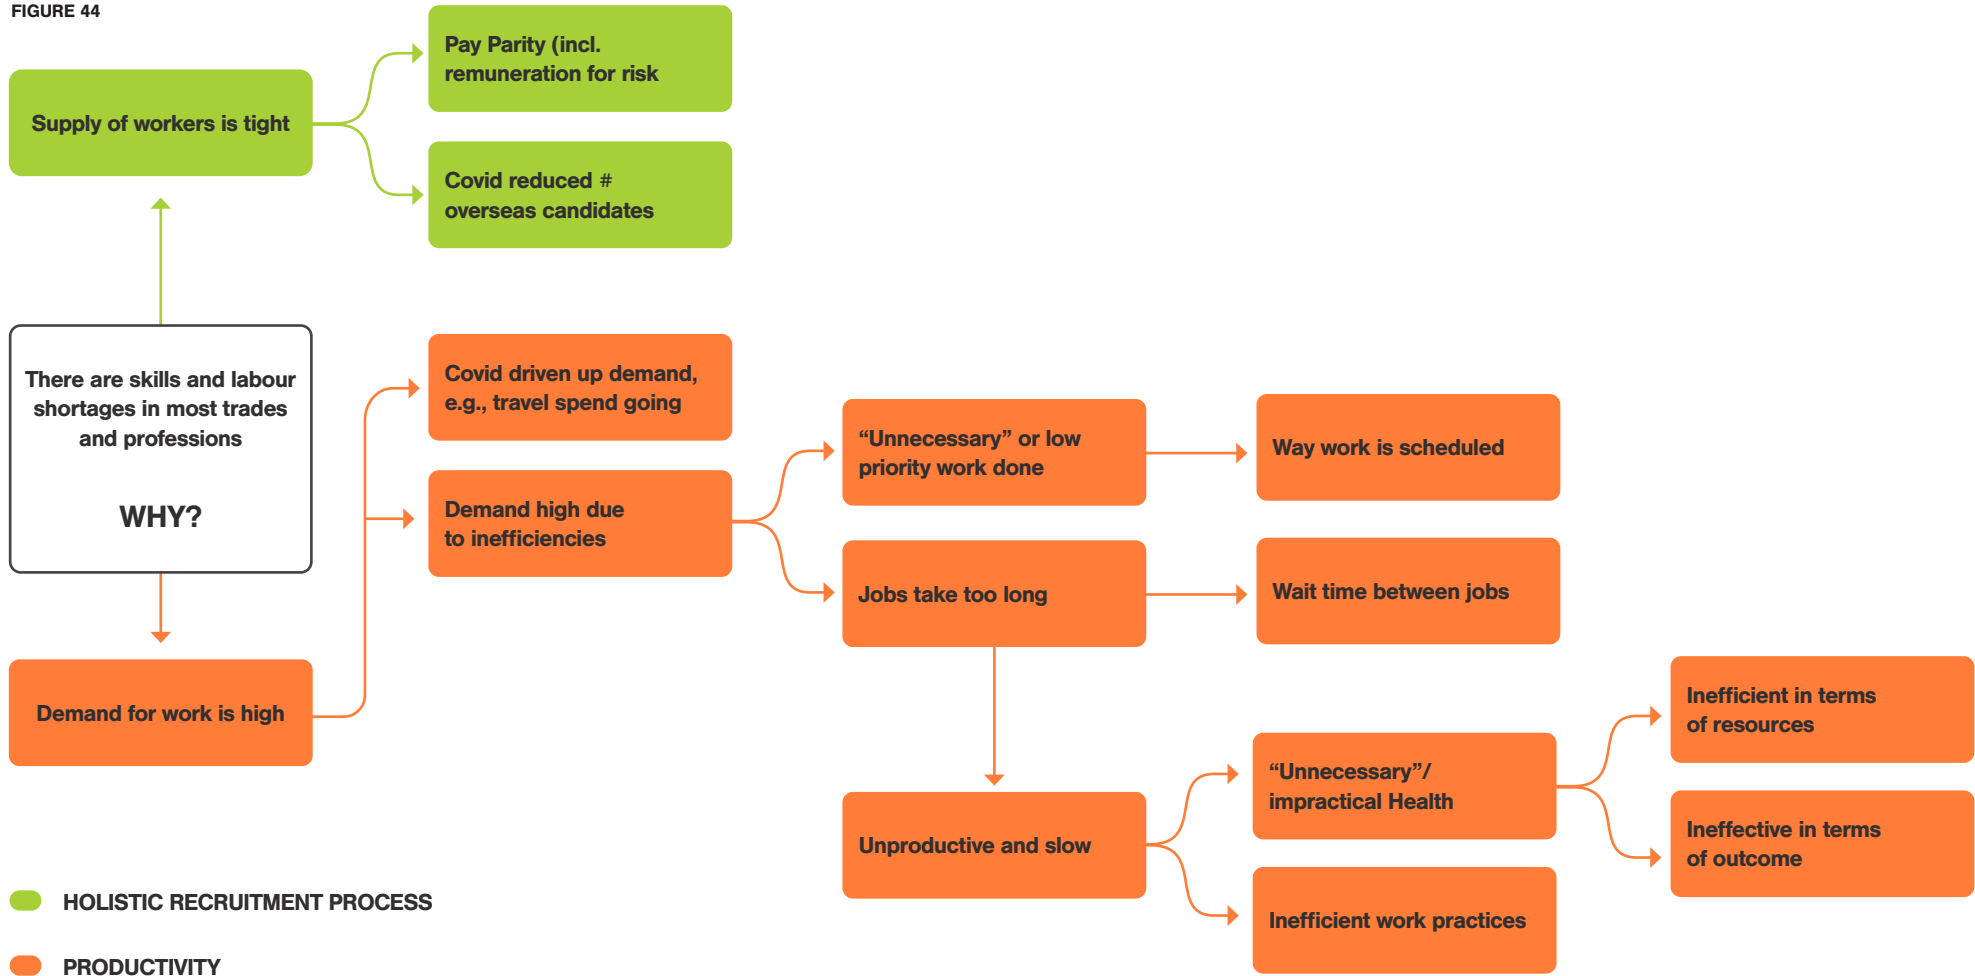 FIGURE 44
Pay Parity (incl.
remuneration for risk
Supply of workers is tight
Covid reduced #
overseas candidates
There are skills and labour
shortages in most trades
and professions
WHY?
Covid driven up demand,
e.g., travel spend going
Demand high due
to inefficiencies
Demand for work is high
“Unnecessary” or low
priority work done
Way work is scheduled
Jobs take too long
Wait time between jobs
Unproductive and slow
“Unnecessary”/
impractical Health
Inefficient work practices
Inefficient in terms
of resources
Ineffective in terms
of outcome
HOLISTIC RECRUITMENT PROCESS
PRODUCTIVITY